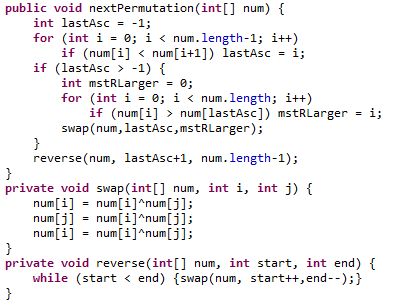 public void nextPermutation(int[] num) {
    int lastAsc = -1;
    for (int i = 0; i < num.length-1; i++)
        if (num[i] < num[i+1]) lastAsc = i;
    if (lastAsc > -1) {
        int mstRLarger = 0;
        for (int i = 0; i < num.length; i++)
            if (num[i] > num[lastAsc]) mstRLarger = i;
        swap(num,lastAsc,mstRLarger);
    }
    reverse(num, lastAsc+1, num.length-1);
}
private void swap(int[] num, int i, int j) {
    num[i] = num[i]^num[j];
    num[j] = num[i]^num[j];
    num[i] = num[i]^num[j];
}
private void reverse(int[] num, int start, int end) {
    while (start < end) {swap(num, start++,end--);}
}